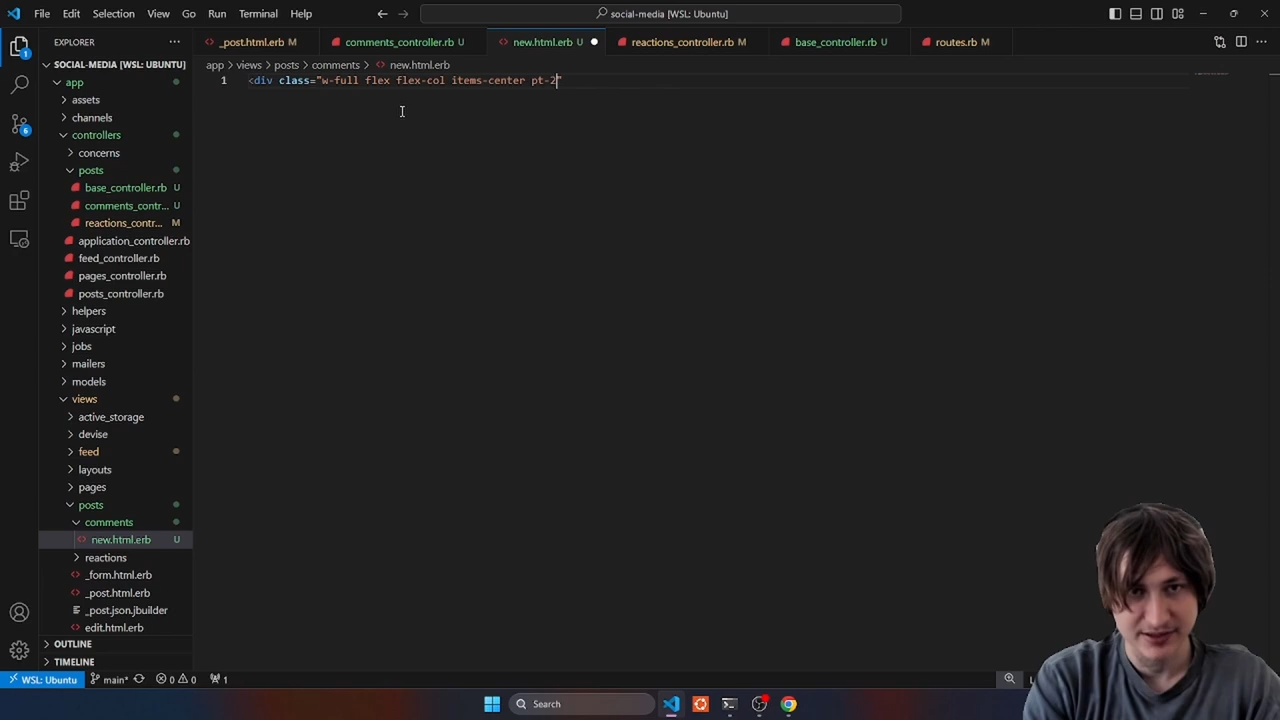 File Edit Selection View Go Run Terminal Help
social-media [WSL: Ubuntu]
EXPLORER
_post.html.erb M
comments_controller.rb U
new.html.erb U
reactions_controller.rb M
base_controller.rb U
routes.rb M
SOCIAL-MEDIA [WSL: UBUNTU]
app > views > posts > comments > new.html.erb
1 <div class="w-full flex flex-col items-center pt-2"
app
assets
channels
controllers
concerns
posts
base_controller.rb U
comments_contr... U
reactions_contr... M
application_controller.rb
feed_controller.rb
pages_controller.rb
posts_controller.rb
helpers
javascript
jobs
mailers
models
views
active_storage
devise
feed
layouts
pages
posts
comments
new.html.erb U
reactions
_form.html.erb
_post.html.erb
_post.json.jbuilder
edit.html.erb
OUTLINE
TIMELINE
1
6
WSL: Ubuntu main* 0 0 1
Search